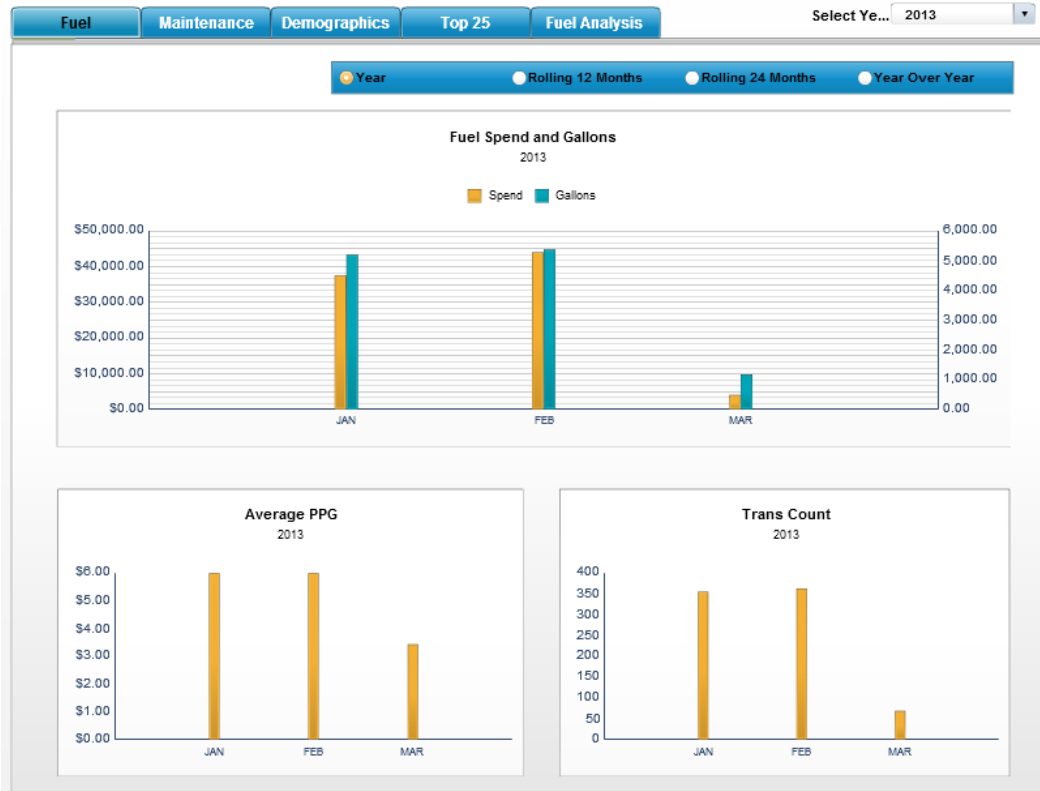 Fuel Maintenance Demographics Top 25 Fuel Analysis Select Ye... 2013
Year Rolling 12 Months Rolling 24 Months Year Over Year
Fuel Spend and Gallons
2013
Spend Gallons
$50,000.00 6,000.00
$40,000.00 5,000.00
$30,000.00 4,000.00
3,000.00
$20,000.00 2,000.00
$10,000.00 1,000.00
$0.00 0.00
JAN FEB MAR
Average PPG
2013
$6.00
$5.00
$4.00
$3.00
$2.00
$1.00
$0.00
JAN FEB MAR
Trans Count
2013
400
350
300
250
200
150
100
50
0
JAN FEB MAR